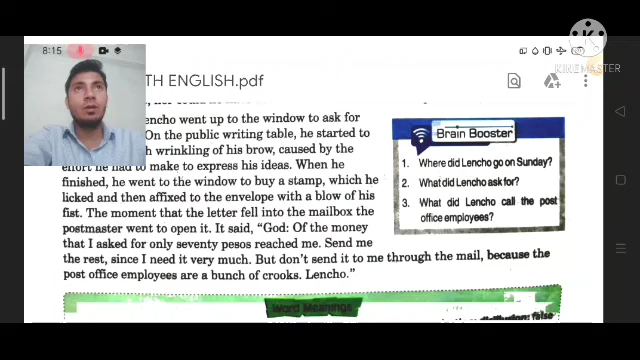 8:15
KINEMASTER
TH ENGLISH.pdf
encho went up to the window to ask for
On the public writing table, he started to
wrinkling of his brow, caused by the
effort he had to make to express his ideas. When he
finished, he went to the window to buy a stamp, which he
licked and then affixed to the envelope with a blow of his
fist. The moment that the letter fell into the mailbox the
postmaster went to open it. It said, "God: Of the money
that I asked for only seventy pesos reached me. Send me
the rest, since I need it very much. But don't send it to me through the mail, because the
post office employees are a bunch of crooks. Lencho."
Brain Booster
1. Where did Lencho go on Sunday?
2. What did Lencho ask for?
3. What did Lencho call the post
office employees?
Word Meanings
false